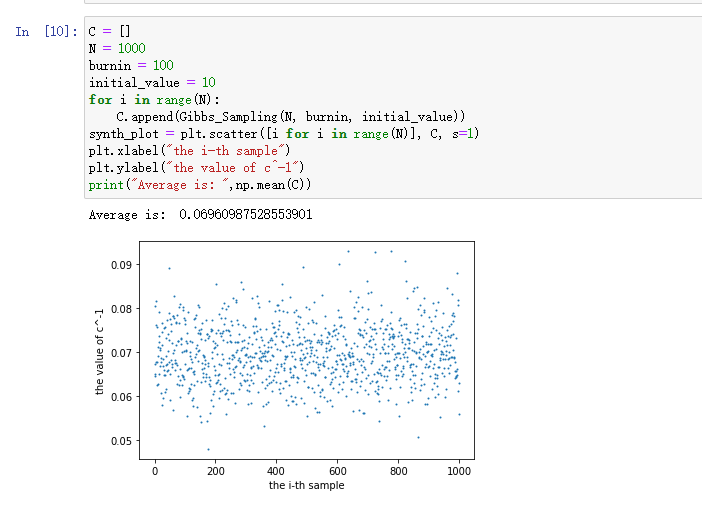 In [10]:
C = []
N = 1000
burnin = 100
initial_value = 10
for i in range(N):
    C.append(Gibbs_Sampling(N, burnin, initial_value))
synth_plot = plt.scatter([i for i in range(N)], C, s=1)
plt.xlabel("the i-th sample")
plt.ylabel("the value of c^-1")
print("Average is: ",np.mean(C))
Average is:  0.06960987528553901
0.09
0.08
0.07
0.06
0.05
the value of c^-1
0 200 400 600 800 1000
the i-th sample